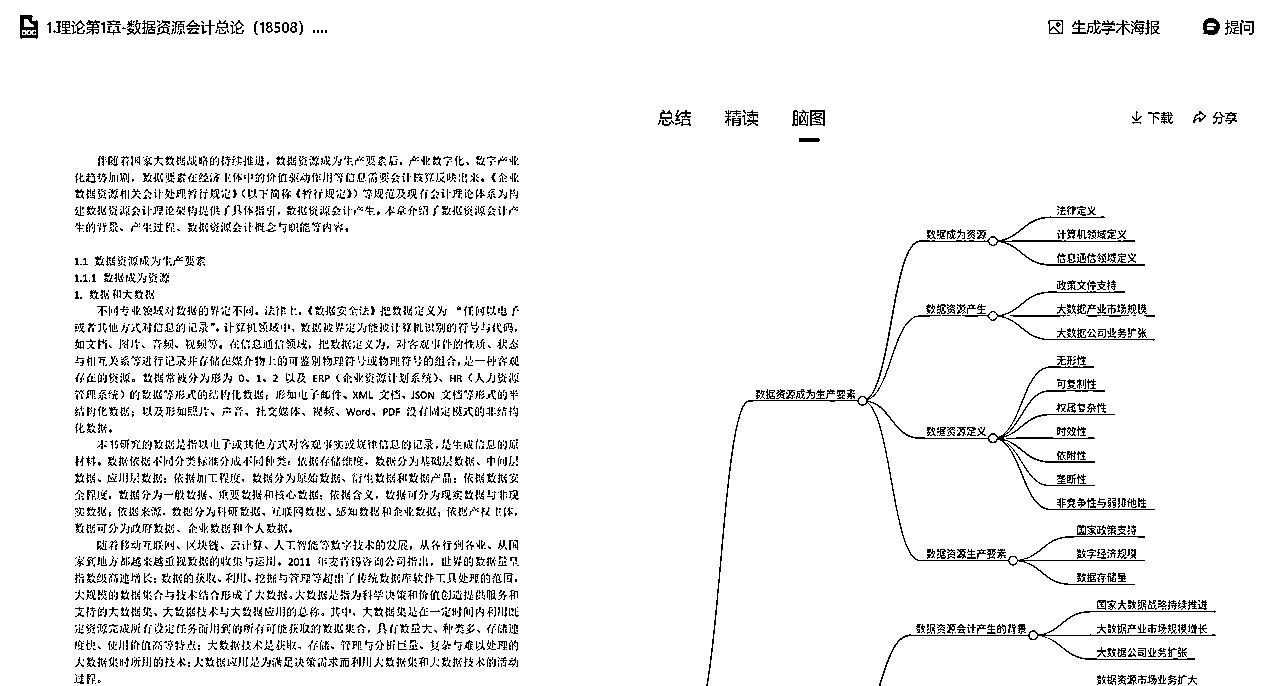 1.理论第1章-数据资源会计总论（18508）....
生成学术海报
提问
总结
精读
脑图
下载
分享
伴随着国家大数据战略的持续推进，数据资源成为生产要素后，产业数字化、数字产业
化趋势加剧，数据要素在经济主体中的价值驱动作用等信息需要会计核算反映出来。《企业
数据资源相关会计处理暂行规定》（以下简称《暂行规定》）等规范及现有会计理论体系为构
建数据资源会计理论架构提供了具体指引，数据资源会计产生。本章介绍了数据资源会计产
生的背景、产生过程、数据资源会计概念与职能等内容。
1.1 数据资源成为生产要素
1.1.1 数据成为资源
1. 数据和大数据
不同专业领域对数据的界定不同。法律上，《数据安全法》把数据定义为 “任何以电子
或者其他方式对信息的记录”。计算机领域中，数据被界定为能被计算机识别的符号与代码，
如文档、图片、音频、视频等。在信息通信领域，把数据定义为，对客观事件的性质、状态
与相互关系等进行记录并存储在媒介物上的可鉴别物理符号或物理符号的组合，是一种客观
存在的资源。数据常被分为形为 0、1、2 以及 ERP（企业资源计划系统）、HR（人力资源
管理系统）的数据等形式的结构化数据；形如电子邮件、XML 文档、JSON 文档等形式的半
结构化数据；以及形如照片、声音、社交媒体、视频、Word、PDF 没有固定模式的非结构
化数据。
本书研究的数据是指以电子或其他方式对客观事实或规律信息的记录，是生成信息的原
材料。数据依据不同分类标准分成不同种类：依据存储维度，数据分为基础层数据、中间层
数据、应用层数据；依据加工程度，数据分为原始数据、衍生数据和数据产品；依据数据安
全程度，数据分为一般数据、重要数据和核心数据；依据含义，数据可分为现实数据与非现
实数据；依据来源，数据分为科研数据、互联网数据、感知数据和企业数据；依据产权主体，
数据可分为政府数据、企业数据和个人数据。
随着移动互联网、区块链、云计算、人工智能等数字技术的发展，从各行到各业、从国
家到地方都越来越重视数据的收集与运用。2011 年麦肯锡咨询公司指出，世界的数据量呈
指数级高速增长；数据的获取、利用、挖掘与管理等超出了传统数据库软件工具处理的范围，
大规模的数据集合与技术结合形成了大数据。大数据是指为科学决策和价值创造提供服务和
支持的大数据集、大数据技术与大数据应用的总称。其中，大数据集是在一定时间内利用既
定资源完成所有设定任务而用到的所有可能获取的数据集合，具有数量大、种类多、存储速
度快、使用价值高等特点；大数据技术是获取、存储、管理与分析巨量、复杂与难以处理的
大数据集时所用的技术；大数据应用是为满足决策需求而利用大数据集和大数据技术的活动
过程。
数据资源成为生产要素
数据成为资源
法律定义
计算机领域定义
信息通信领域定义
数据资源产生
政策文件支持
大数据产业市场规模
大数据公司业务扩张
数据资源定义
无形性
可复制性
权属复杂性
时效性
依附性
垄断性
非竞争性与弱排他性
数据资源生产要素
国家政策支持
数字经济规模
数据存储量
数据资源会计产生的背景
国家大数据战略持续推进
大数据产业市场规模增长
大数据公司业务扩张
数据资源市场业务扩大